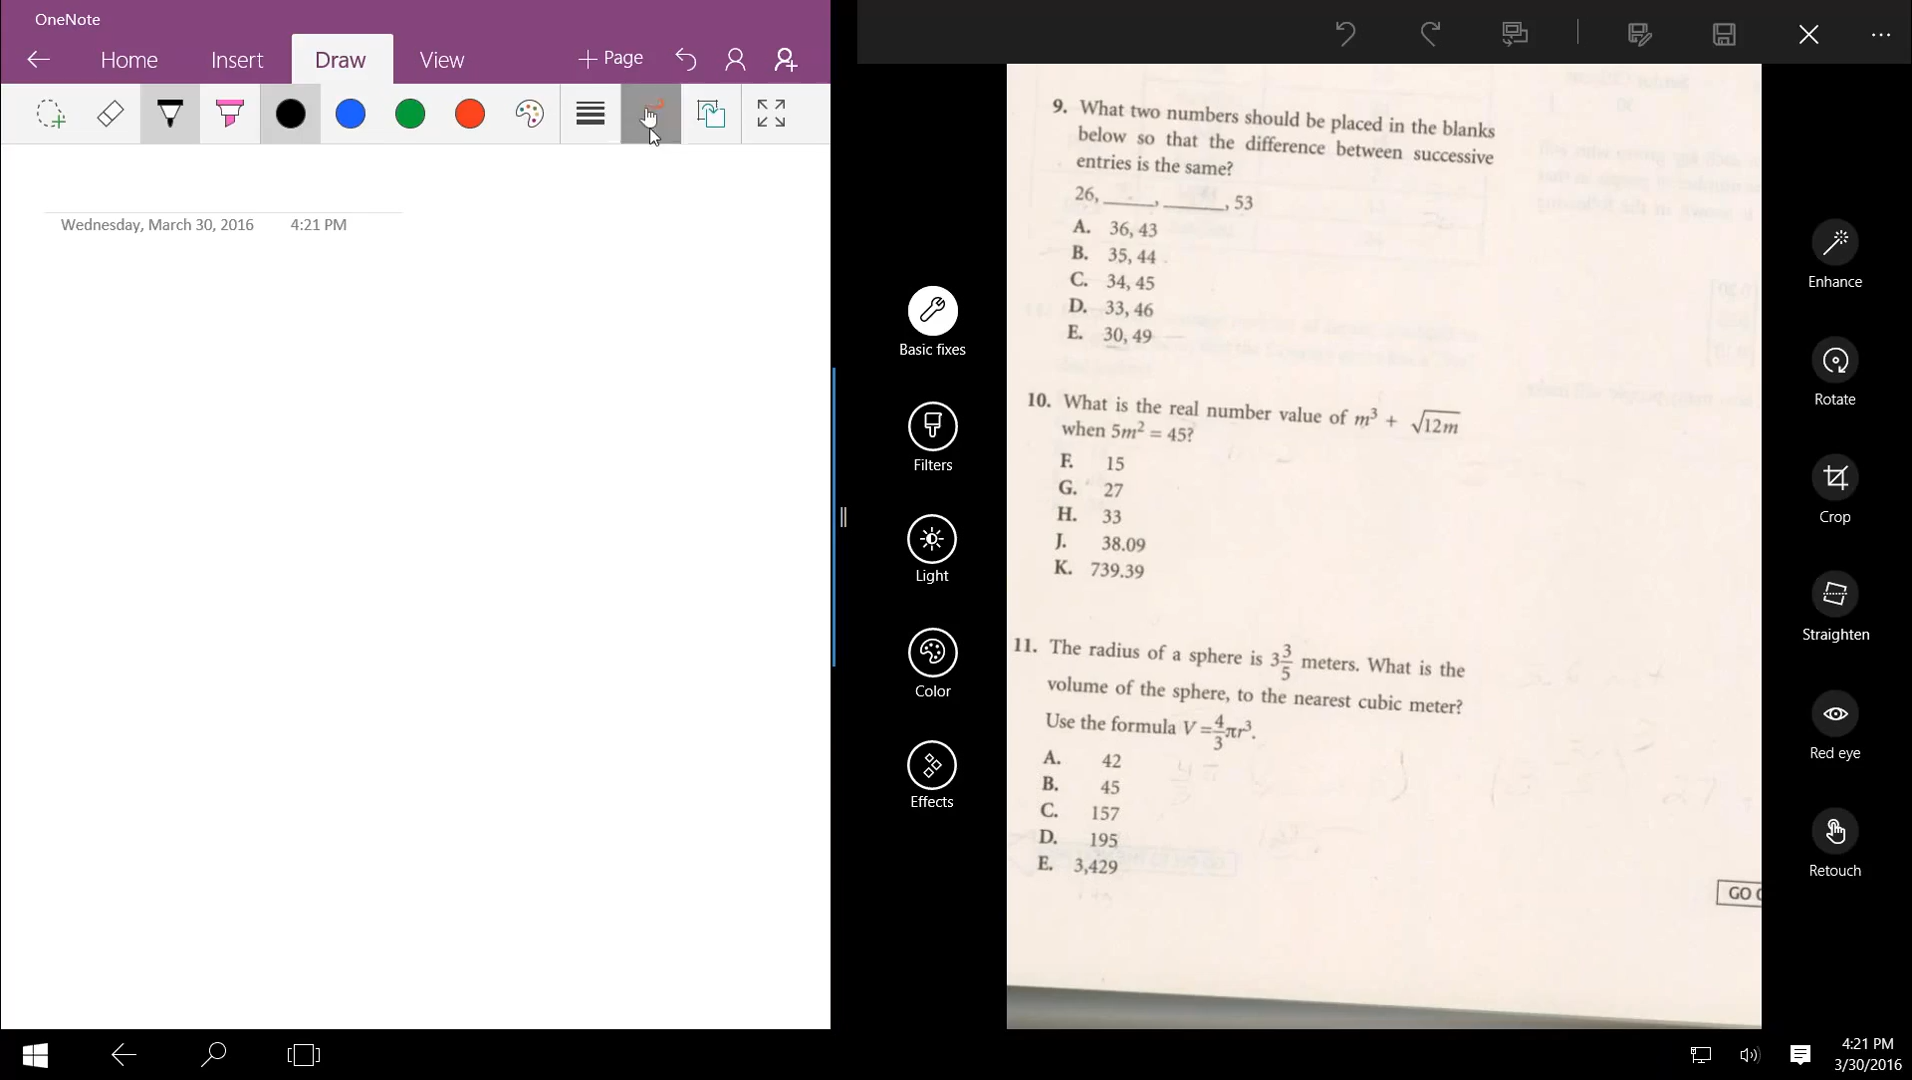 OneNote
Home Insert Draw View + Page
Wednesday, March 30, 2016 4:21 PM
Basic fixes
Filters
Light
Color
Effects
9. What two numbers should be placed in the blanks
below so that the difference between successive
entries is the same?
26, _____, ______, 53
A. 36, 43
B. 35, 44
C. 34, 45
D. 33, 46
E. 30, 49
10. What is the real number value of m³ + √12m
when 5m² = 45?
F. 15
G. 27
H. 33
J. 38.09
K. 739.39
11. The radius of a sphere is 3 3/5 meters. What is the
volume of the sphere, to the nearest cubic meter?
Use the formula V = 4/3 πr³.
A. 42
B. 45
C. 157
D. 195
E. 3,429
GO
Enhance
Rotate
Crop
Straighten
Red eye
Retouch
4:21 PM
3/30/2016